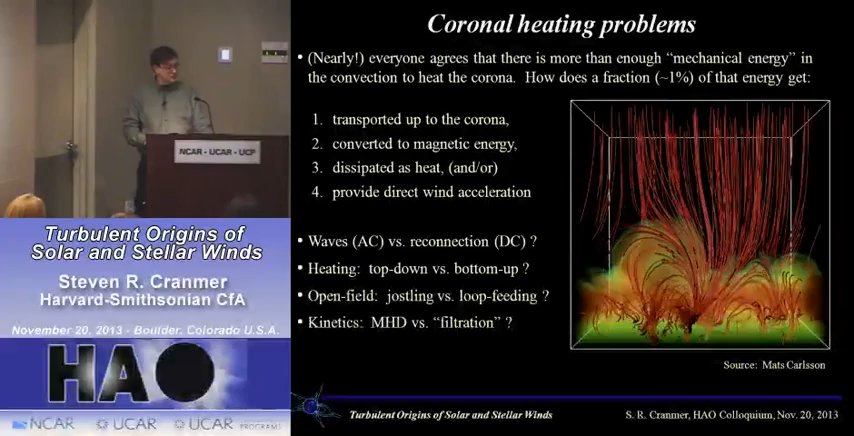 Coronal heating problems
• (Nearly!) everyone agrees that there is more than enough “mechanical energy” in
the convection to heat the corona. How does a fraction (~1%) of that energy get:
1. transported up to the corona,
2. converted to magnetic energy,
3. dissipated as heat, (and/or)
4. provide direct wind acceleration
• Waves (AC) vs. reconnection (DC) ?
• Heating: top-down vs. bottom-up ?
• Open-field: jostling vs. loop-feeding ?
• Kinetics: MHD vs. “filtration” ?
Source: Mats Carlsson
Turbulent Origins of Solar and Stellar Winds
S. R. Cranmer, HAO Colloquium, Nov. 20, 2013
NCAR - UCAR - UCP
Turbulent Origins of
Solar and Stellar Winds
Steven R. Cranmer
Harvard-Smithsonian CfA
November 20, 2013 - Boulder, Colorado U.S.A.
HAO
NCAR UCAR UCAR PROGRAMS